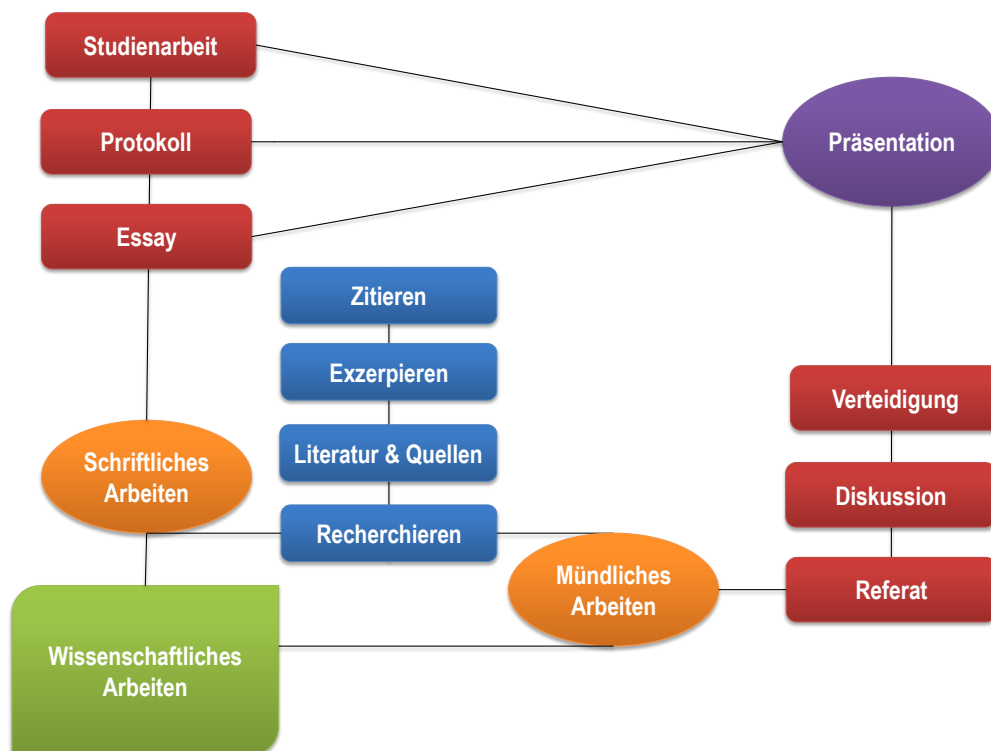 Studienarbeit
Protokoll
Präsentation
Essay
Zitieren
Exzerpieren
Verteidigung
Literatur & Quellen
Schriftliches
Arbeiten
Diskussion
Recherchieren
Mündliches
Arbeiten
Referat
Wissenschaftliches
Arbeiten